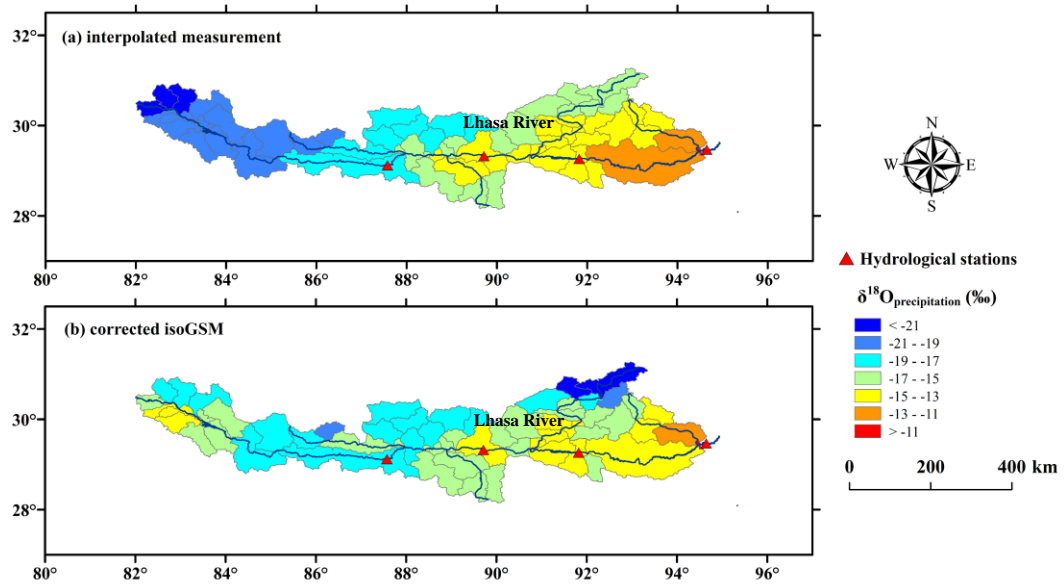 32°
(a) interpolated measurement
Lhasa River
30°
28°
80° 82° 84° 86° 88° 90° 92° 94° 96°
32°
(b) corrected isoGSM
Lhasa River
30°
28°
80° 82° 84° 86° 88° 90° 92° 94° 96°
N
W E
S
Hydrological stations
δ18Oprecipitation (‰)
< -21
-21 - -19
-19 - -17
-17 - -15
-15 - -13
-13 - -11
> -11
0 200 400 km